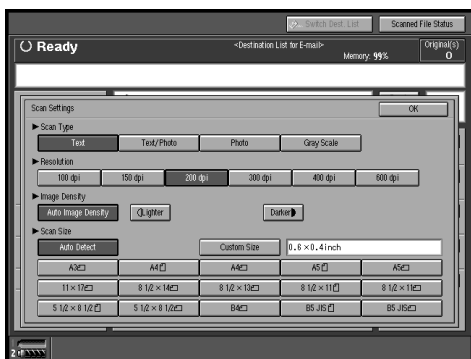 Switch Dest. List
Scanned File Status
Ready
<Destination List for E-mail>
Memory: 99%
Original(s)
0
Scan Settings
OK
► Scan Type
Text
Text/Photo
Photo
Gray Scale
► Resolution
100 dpi
150 dpi
200 dpi
300 dpi
400 dpi
600 dpi
► Image Density
Auto Image Density
Lighter
Darker
► Scan Size
Auto Detect
Custom Size
0.6×0.4inch
A3
A4
A4
A5
A5
11×17
8 1/2×14
8 1/2×13
8 1/2×11
8 1/2×11
5 1/2×8 1/2
5 1/2×8 1/2
B4
B5 JIS
B5 JIS
2